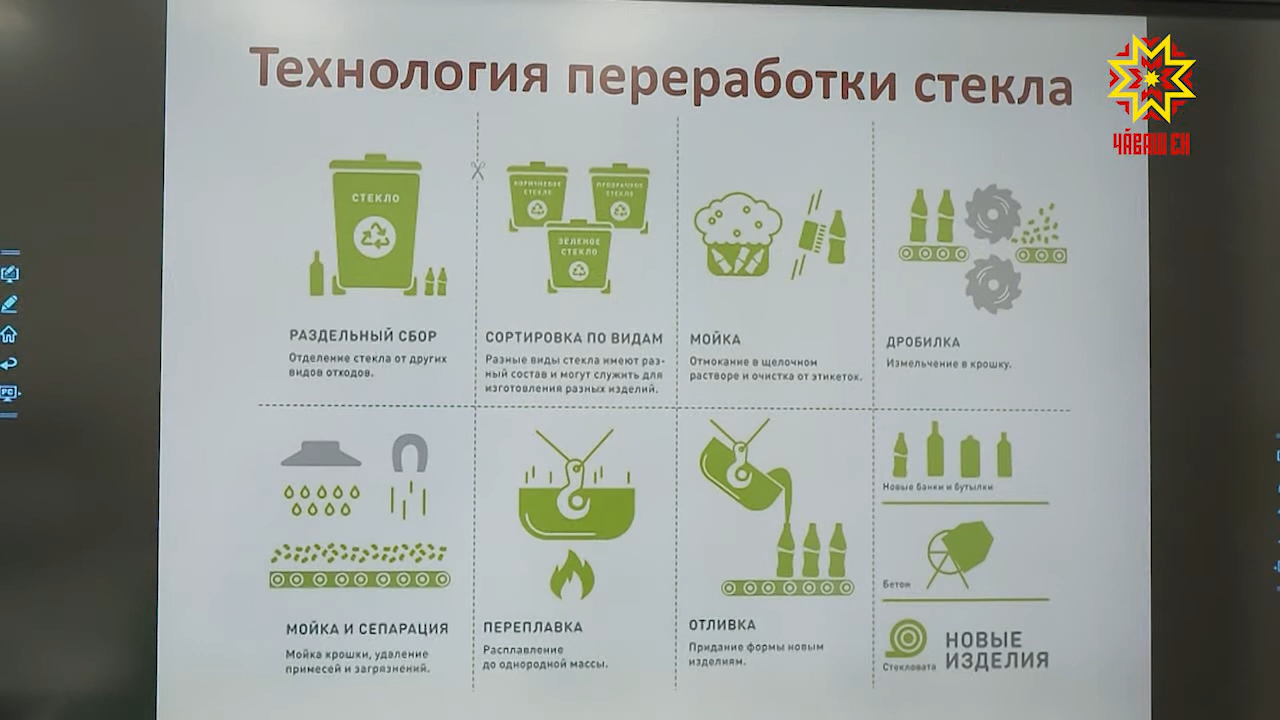 Технология переработки стекла
ЧӐВАШ ЕН
СТЕКЛО
КОРИЧНЕВОЕ
СТЕКЛО
ПРОЗРАЧНОЕ
СТЕКЛО
ЗЕЛЕНОЕ
СТЕКЛО
РАЗДЕЛЬНЫЙ СБОР
Отделение стекла от других
видов отходов.
СОРТИРОВКА ПО ВИДАМ
Разные виды стекла имеют раз-
ный состав и могут служить для
изготовления разных изделий.
МОЙКА
Отмокание в щелочном
растворе и очистка от этикеток.
ДРОБИЛКА
Измельчение в крошку.
МОЙКА И СЕПАРАЦИЯ
Мойка крошки, удаление
примесей и загрязнений.
ПЕРЕПЛАВКА
Расплавление
до однородной массы.
ОТЛИВКА
Придание формы новым
изделиям.
Новые банки и бутылки
Бетон
Стекловата
НОВЫЕ
ИЗДЕЛИЯ
PC